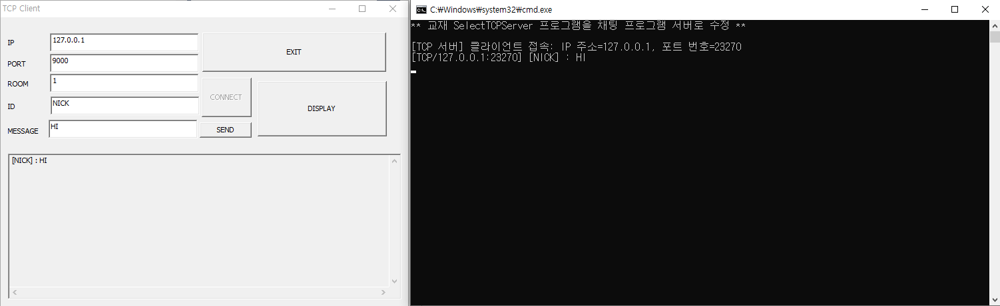 TCP Client
IP
127.0.0.1
EXIT
PORT
9000
ROOM
1
CONNECT
DISPLAY
ID
NICK
MESSAGE
HI
SEND
[NICK] : HI
C:\Windows\system32\cmd.exe
** 교재 SelectTCPServer 프로그램을 채팅 프로그램 서버로 수정 **
[TCP 서버] 클라이언트 접속: IP 주소=127.0.0.1, 포트 번호=23270
[TCP/127.0.0.1:23270] [NICK] : HI